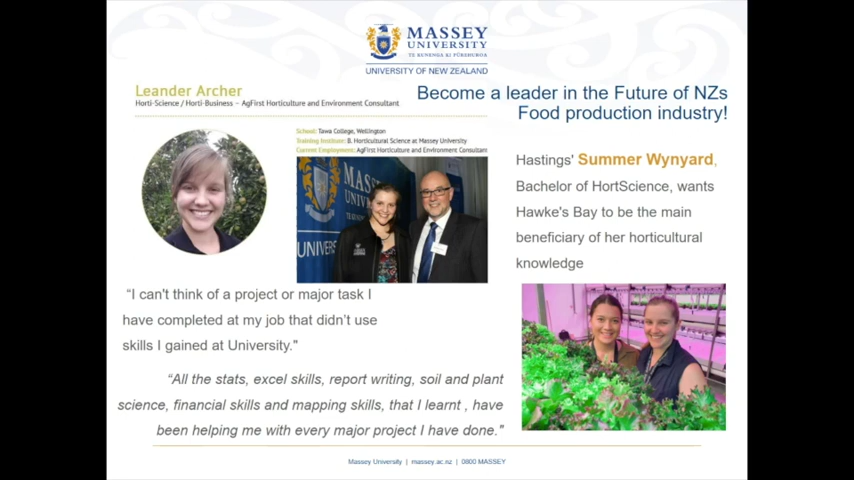 MASSEY
UNIVERSITY
TE KUNENGA KI PŪREHUROA
UNIVERSITY OF NEW ZEALAND
Leander Archer
Horti-Science / Horti-Business – AgFirst Horticulture and Environment Consultant
Become a leader in the Future of NZs
Food production industry!
School: Tawa College, Wellington
Training Institute: B. Horticultural Science at Massey University
Current Employment: AgFirst Horticulture and Environment Consultant
MASS
UNIVERS
Hastings' Summer Wynyard,
Bachelor of HortScience, wants
Hawke's Bay to be the main
beneficiary of her horticultural
knowledge
“I can't think of a project or major task I
have completed at my job that didn’t use
skills I gained at University."
“All the stats, excel skills, report writing, soil and plant
science, financial skills and mapping skills, that I learnt , have
been helping me with every major project I have done."
Massey University | massey.ac.nz | 0800 MASSEY